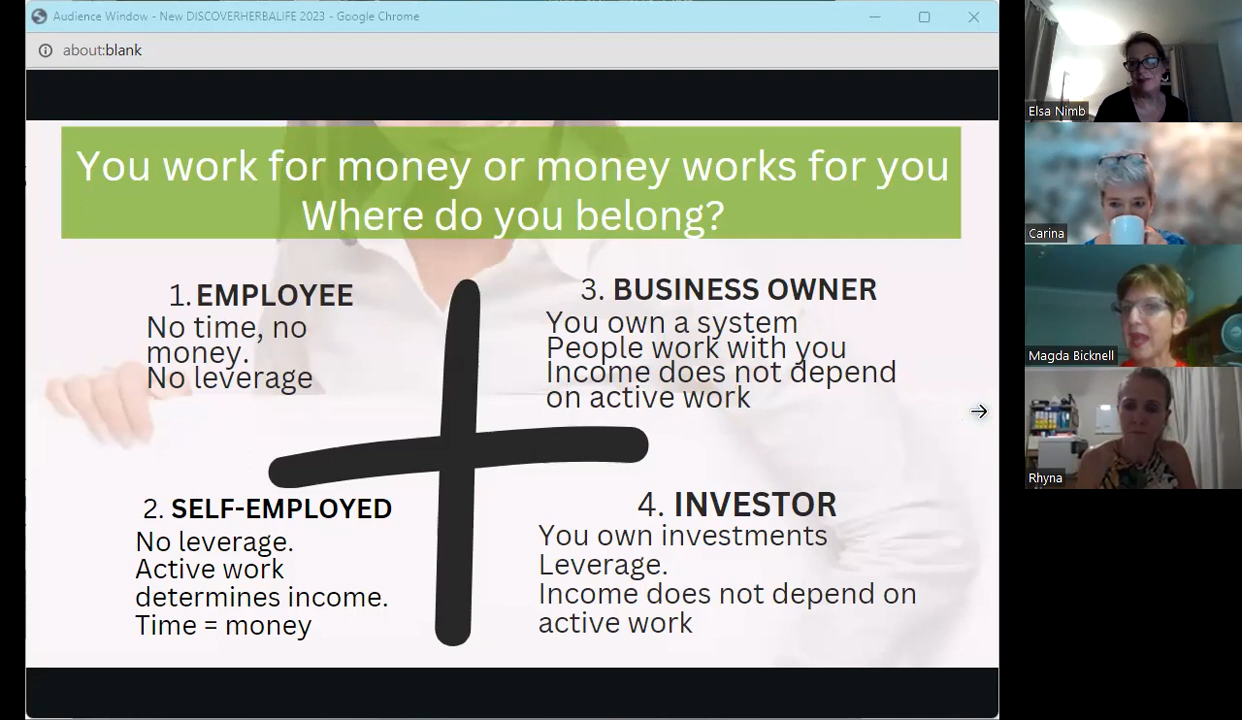 Audience Window - New DISCOVERHERBALIFE 2023 - Google Chrome
about:blank
You work for money or money works for you
Where do you belong?
1. EMPLOYEE
No time, no
money.
No leverage
3. BUSINESS OWNER
You own a system
People work with you
Income does not depend
on active work
2. SELF-EMPLOYED
No leverage.
Active work
determines income.
Time = money
4. INVESTOR
You own investments
Leverage.
Income does not depend on
active work
Elsa Nimb
Carina
Magda Bicknell
Rhyna